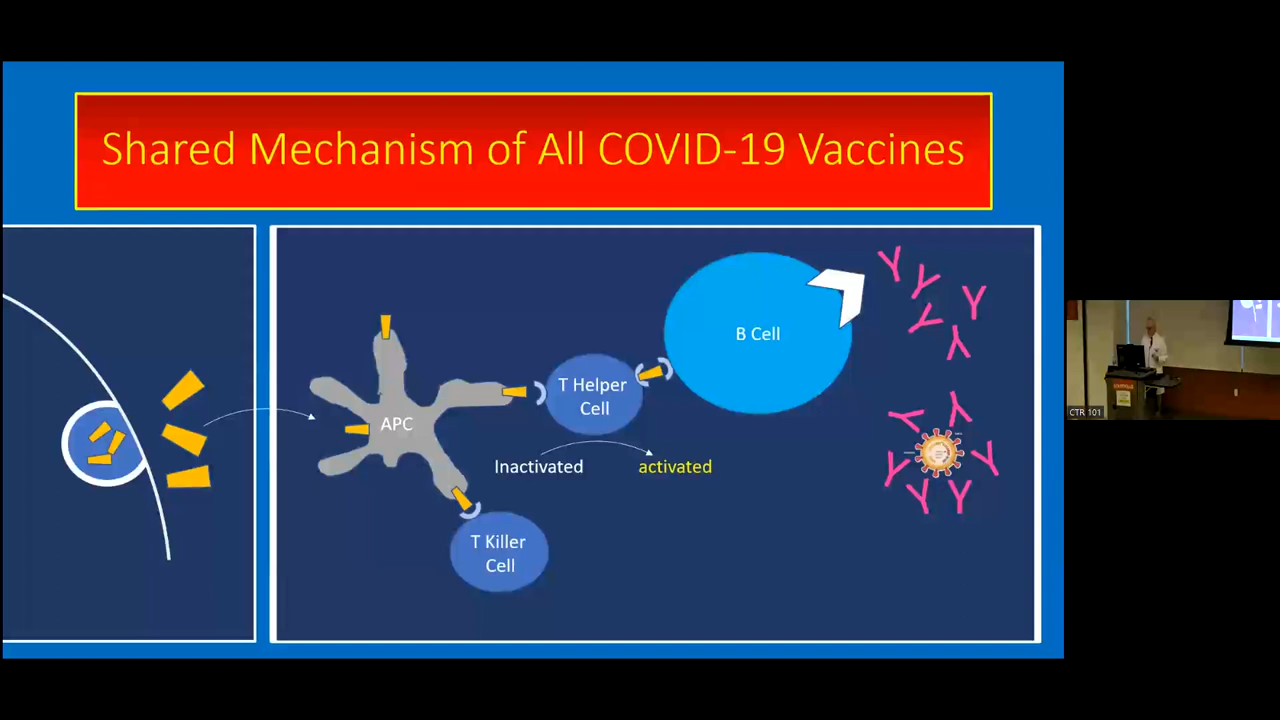 Shared Mechanism of All COVID-19 Vaccines
B Cell
T Helper
Cell
APC
Inactivated
activated
T Killer
Cell
CTR 101